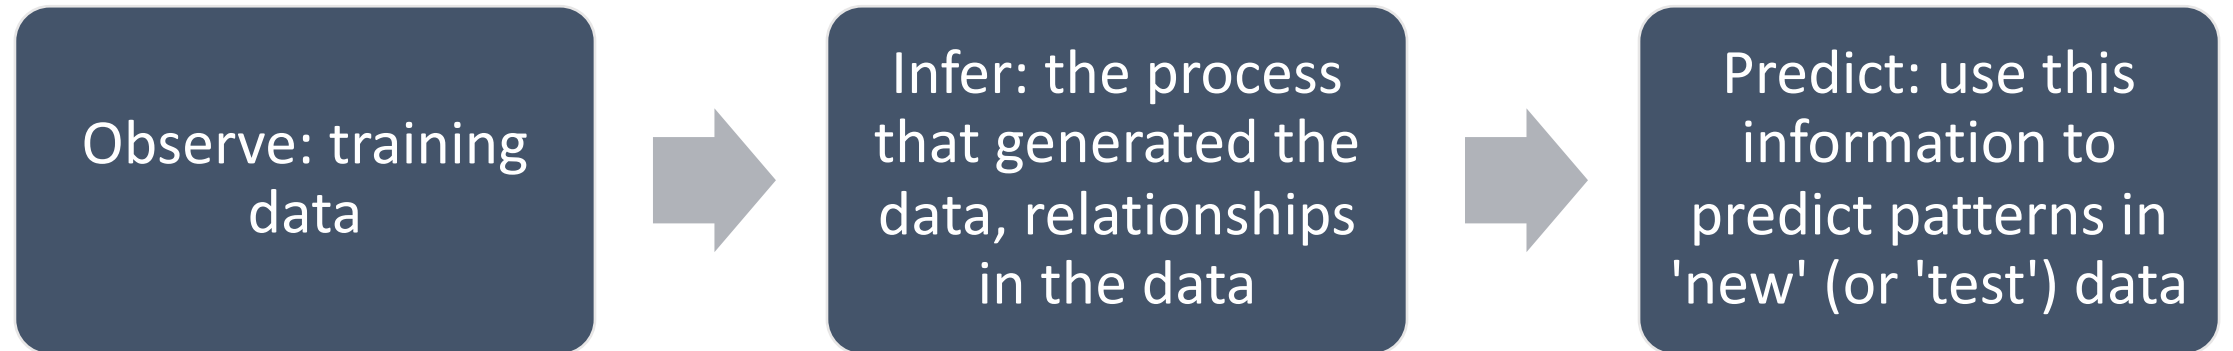 Observe: training
data
Infer: the process
that generated the
data, relationships
in the data
Predict: use this
information to
predict patterns in
'new' (or 'test') data